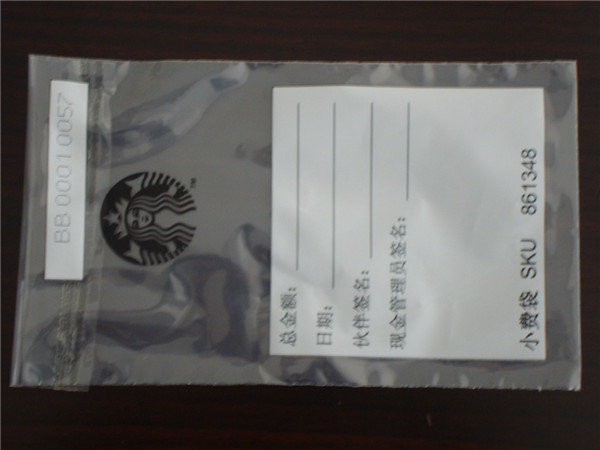 BB 0001 0057
™
总金额：
日期：
伙伴签名：
现金管理员签名：
小费袋 SKU 861348